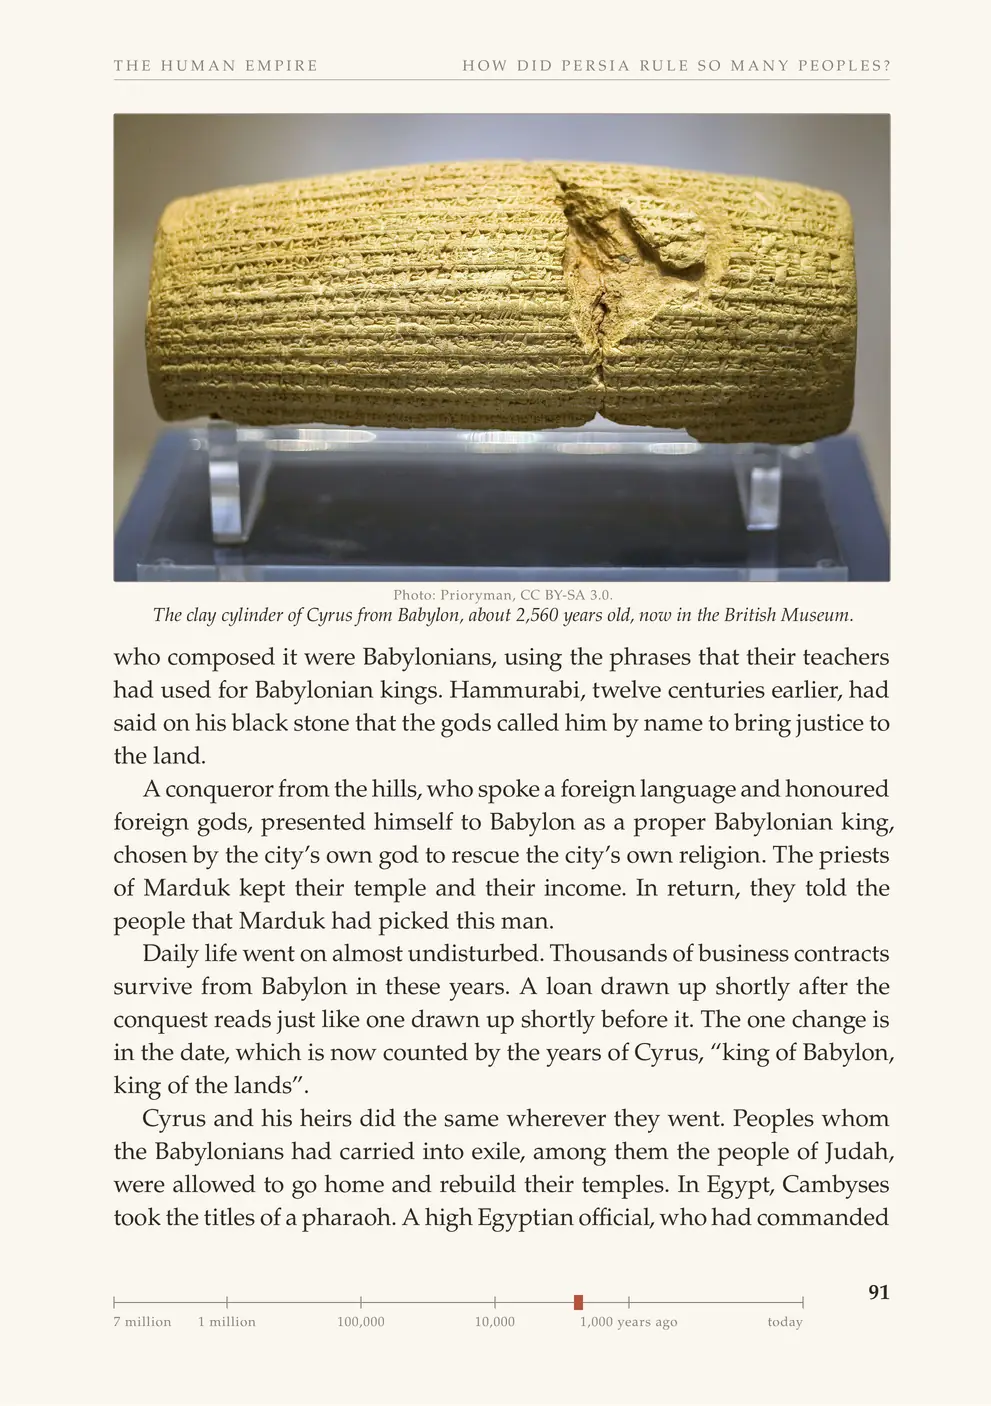 THE HUMAN EMPIRE
HOW DID PERSIA RULE SO MANY PEOPLES?
Photo: Prioryman, CC BY-SA 3.0.
The clay cylinder of Cyrus from Babylon, about 2,560 years old, now in the British Museum.
who composed it were Babylonians, using the phrases that their teachers
had used for Babylonian kings. Hammurabi, twelve centuries earlier, had
said on his black stone that the gods called him by name to bring justice to
the land.
A conqueror from the hills, who spoke a foreign language and honoured
foreign gods, presented himself to Babylon as a proper Babylonian king,
chosen by the city’s own god to rescue the city’s own religion. The priests
of Marduk kept their temple and their income. In return, they told the
people that Marduk had picked this man.
Daily life went on almost undisturbed. Thousands of business contracts
survive from Babylon in these years. A loan drawn up shortly after the
conquest reads just like one drawn up shortly before it. The one change is
in the date, which is now counted by the years of Cyrus, “king of Babylon,
king of the lands”.
Cyrus and his heirs did the same wherever they went. Peoples whom
the Babylonians had carried into exile, among them the people of Judah,
were allowed to go home and rebuild their temples. In Egypt, Cambyses
took the titles of a pharaoh. A high Egyptian official, who had commanded
91
7 million 1 million 100,000 10,000 1,000 years ago today